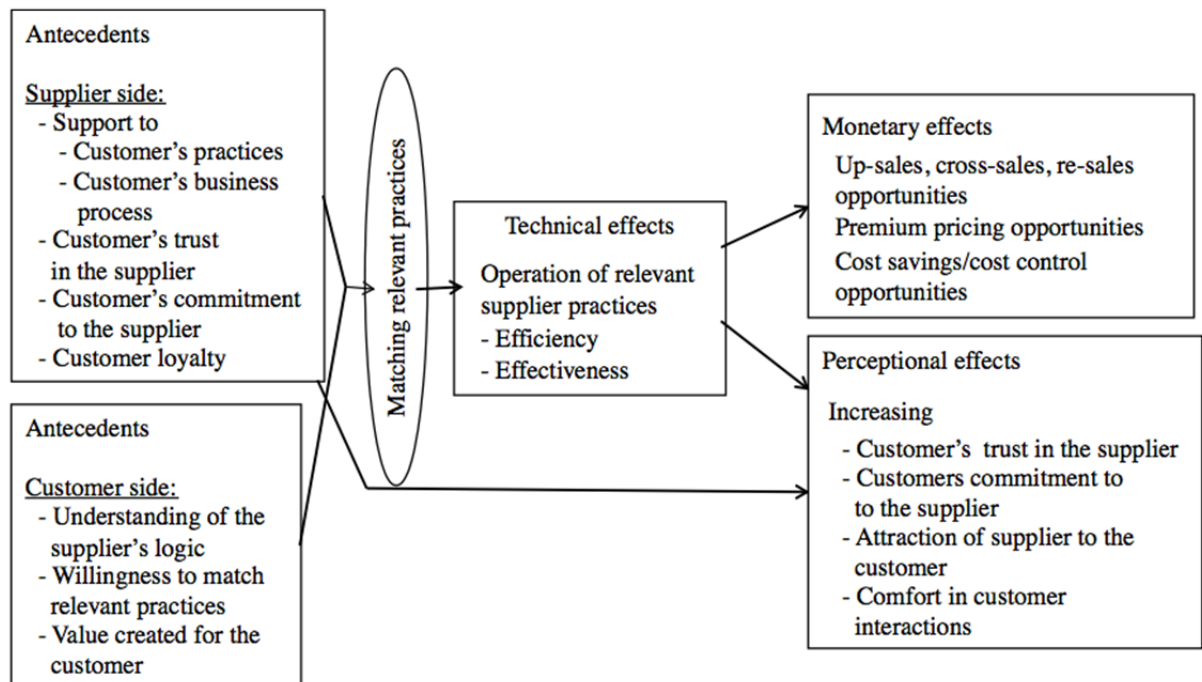 Antecedents
Supplier side:
- Support to
- Customer's practices
- Customer's business
process
- Customer's trust
in the supplier
- Customer's commitment
to the supplier
- Customer loyalty
Antecedents
Customer side:
- Understanding of the
supplier's logic
- Willingness to match
relevant practices
- Value created for the
customer
Matching relevant practices
Technical effects
Operation of relevant
supplier practices
- Efficiency
- Effectiveness
Monetary effects
Up-sales, cross-sales, re-sales
opportunities
Premium pricing opportunities
Cost savings/cost control
opportunities
Perceptional effects
Increasing
- Customer's trust in the supplier
- Customers commitment to
to the supplier
- Attraction of supplier to the
customer
- Comfort in customer
interactions